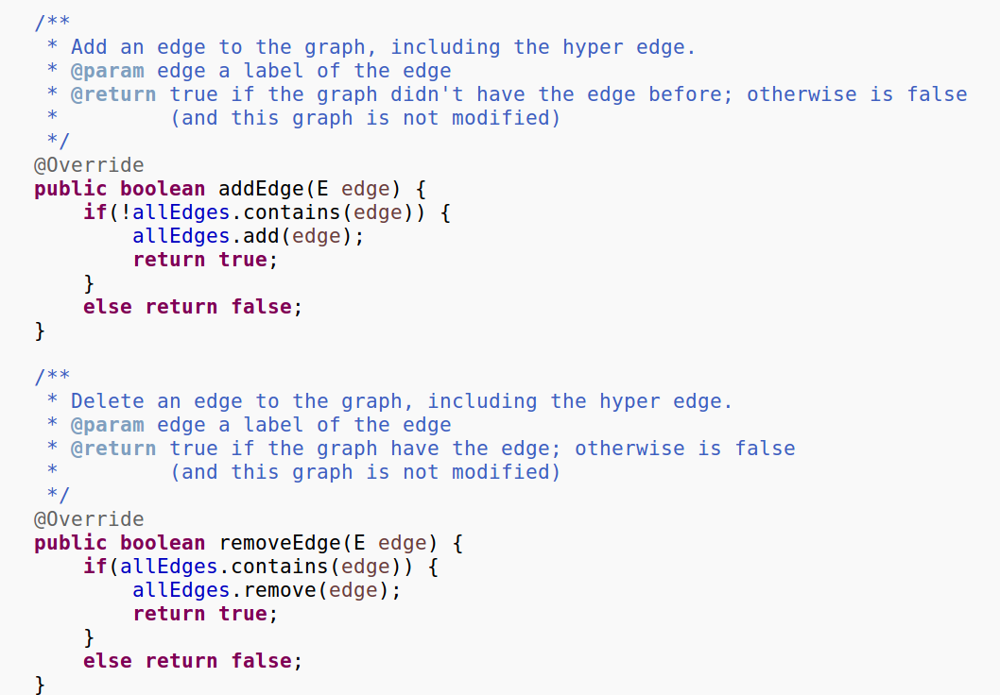 /**
 * Add an edge to the graph, including the hyper edge.
 * @param edge a label of the edge
 * @return true if the graph didn't have the edge before; otherwise is false
 *         (and this graph is not modified)
 */
@Override
public boolean addEdge(E edge) {
    if(!allEdges.contains(edge)) {
        allEdges.add(edge);
        return true;
    }
    else return false;
}

/**
 * Delete an edge to the graph, including the hyper edge.
 * @param edge a label of the edge
 * @return true if the graph have the edge; otherwise is false
 *         (and this graph is not modified)
 */
@Override
public boolean removeEdge(E edge) {
    if(allEdges.contains(edge)) {
        allEdges.remove(edge);
        return true;
    }
    else return false;
}